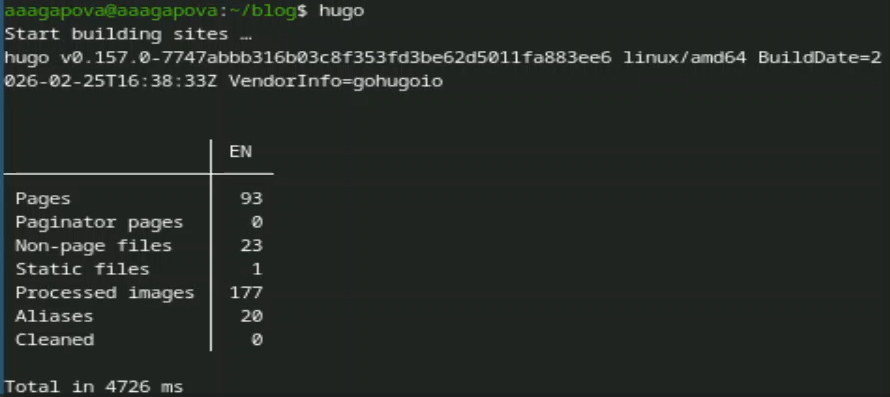 aaagapova@aaagapova:~/blog$ hugo
Start building sites …
hugo v0.157.0-7747abbb316b03c8f353fd3be62d5011fa883ee6 linux/amd64 BuildDate=2
026-02-25T16:38:33Z VendorInfo=gohugoio
EN
Pages 93
Paginator pages 0
Non-page files 23
Static files 1
Processed images 177
Aliases 20
Cleaned 0
Total in 4726 ms